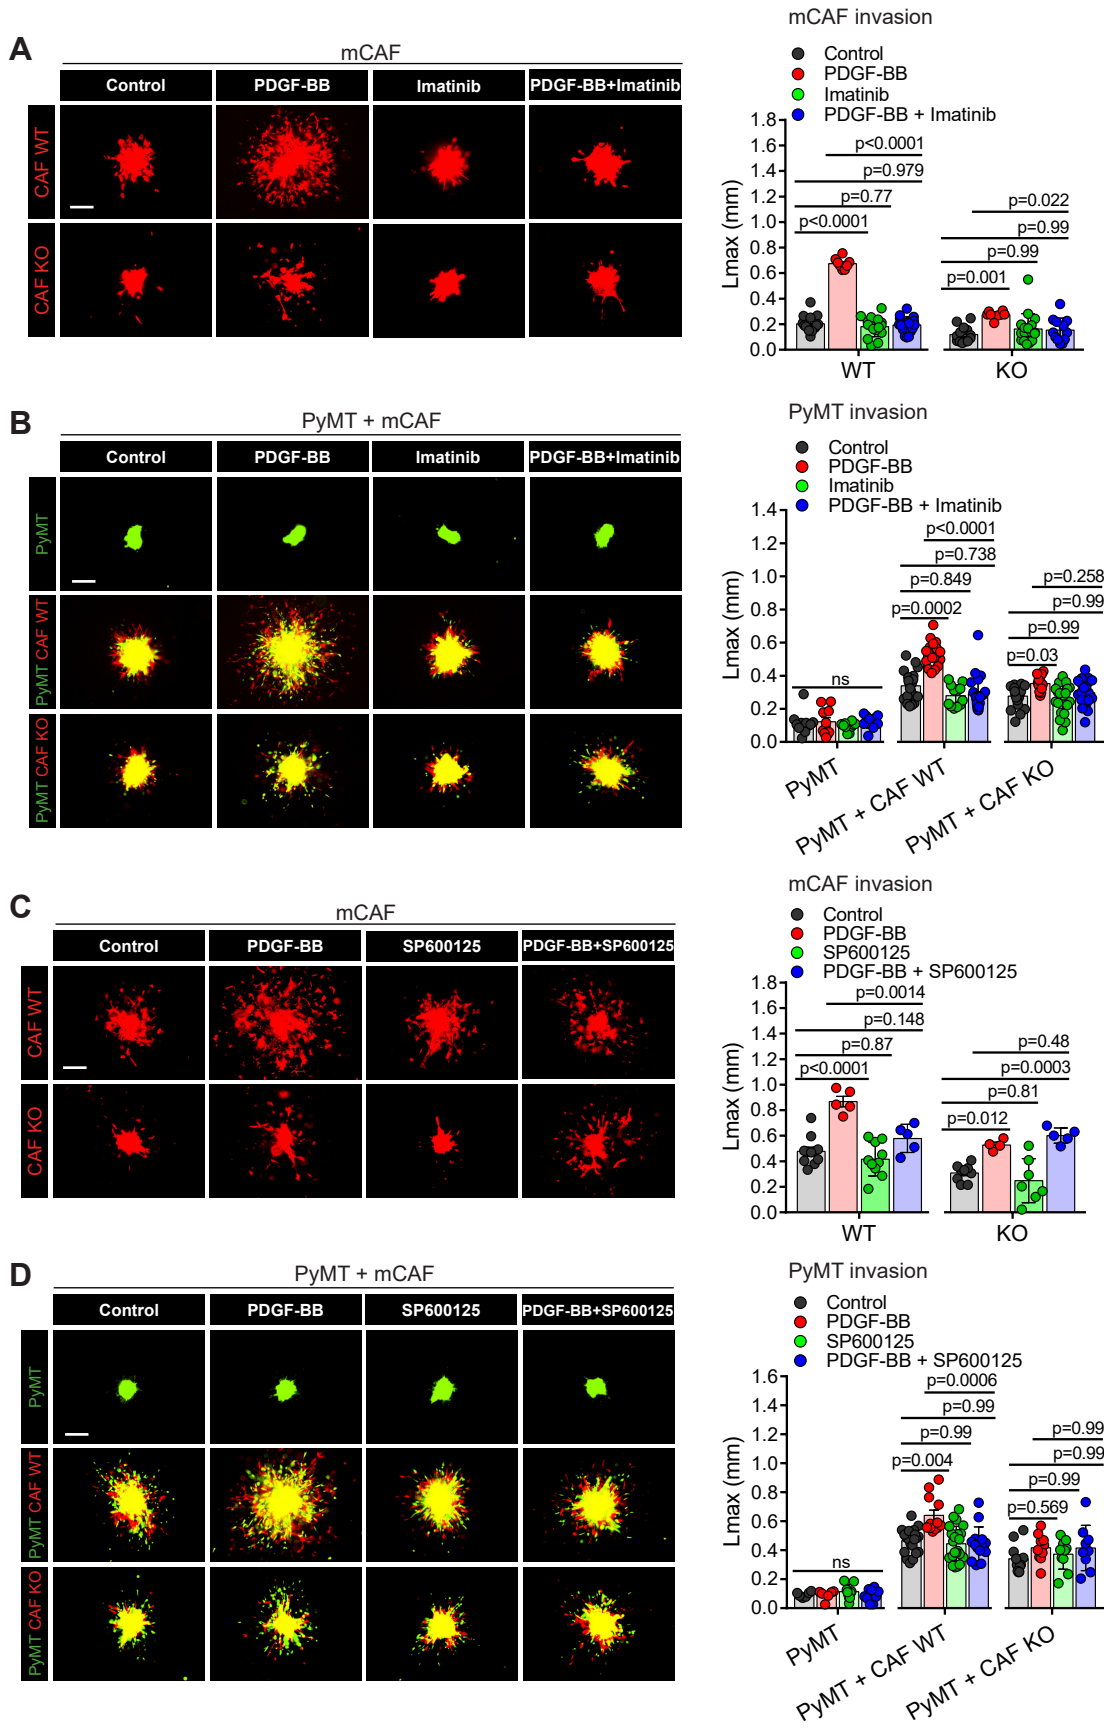 A
mCAF
Control
PDGF-BB
Imatinib
PDGF-BB+Imatinib
CAF WT
CAF KO
mCAF invasion
Control
PDGF-BB
Imatinib
PDGF-BB + Imatinib
Lmax (mm)
1.8
1.6
1.4
1.2
1.0
0.8
0.6
0.4
0.2
0.0
p<0.0001
p=0.979
p=0.77
p<0.0001
p=0.022
p=0.99
p=0.99
p=0.001
WT
KO
B
PyMT + mCAF
Control
PDGF-BB
Imatinib
PDGF-BB+Imatinib
PyMT
PyMT CAF WT
PyMT CAF KO
PyMT invasion
Control
PDGF-BB
Imatinib
PDGF-BB + Imatinib
Lmax (mm)
1.4
1.2
1.0
0.8
0.6
0.4
0.2
0.0
ns
p<0.0001
p=0.738
p=0.849
p=0.0002
p=0.258
p=0.99
p=0.99
p=0.03
PyMT
PyMT + CAF WT
PyMT + CAF KO
C
mCAF
Control
PDGF-BB
SP600125
PDGF-BB+SP600125
CAF WT
CAF KO
mCAF invasion
Control
PDGF-BB
SP600125
PDGF-BB + SP600125
Lmax (mm)
1.8
1.6
1.4
1.2
1.0
0.8
0.6
0.4
0.2
0.0
p=0.0014
p=0.148
p=0.87
p<0.0001
p=0.48
p=0.0003
p=0.81
p=0.012
WT
KO
D
PyMT + mCAF
Control
PDGF-BB
SP600125
PDGF-BB+SP600125
PyMT
PyMT CAF WT
PyMT CAF KO
PyMT invasion
Control
PDGF-BB
SP600125
PDGF-BB + SP600125
Lmax (mm)
1.6
1.4
1.2
1.0
0.8
0.6
0.4
0.2
0.0
ns
p=0.0006
p=0.99
p=0.99
p=0.004
p=0.99
p=0.99
p=0.99
p=0.569
PyMT
PyMT + CAF WT
PyMT + CAF KO